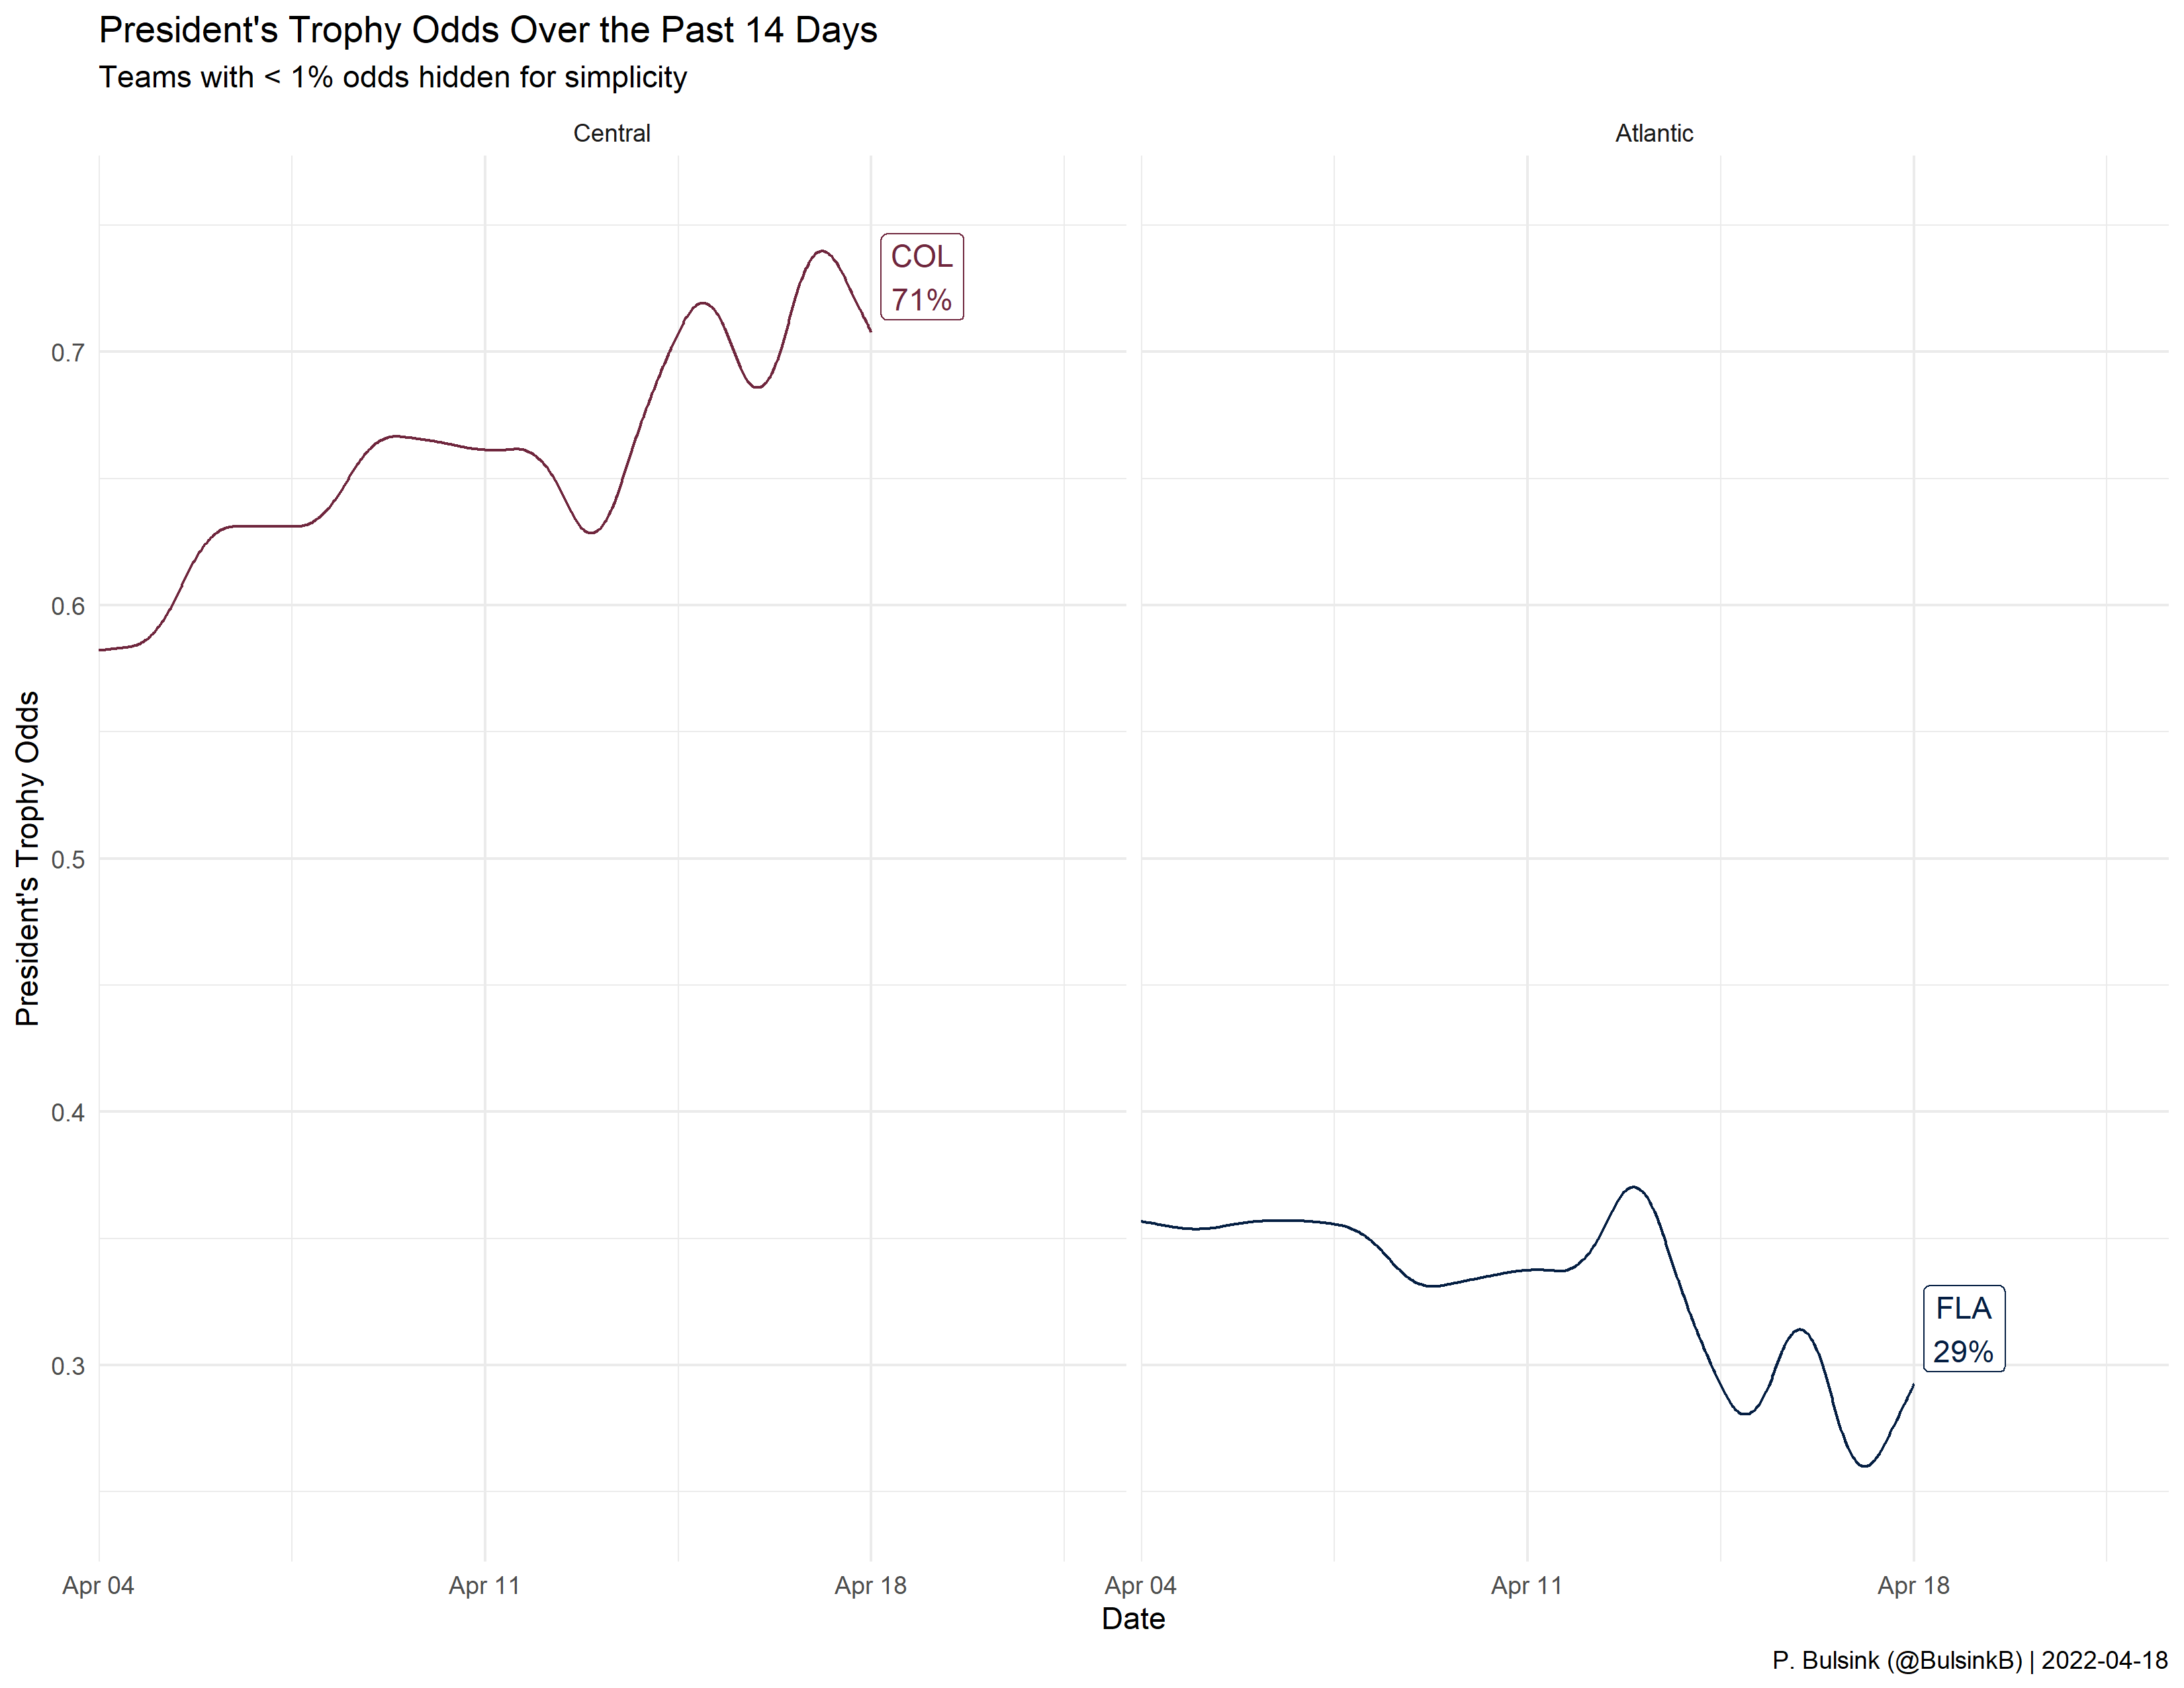 President's Trophy Odds Over the Past 14 Days
Teams with < 1% odds hidden for simplicity
Central
Atlantic
President's Trophy Odds
0.7
0.6
0.5
0.4
0.3
COL
71%
FLA
29%
Apr 04
Apr 11
Apr 18
Apr 04
Apr 11
Apr 18
Date
P. Bulsink (@BulsinkB) | 2022-04-18